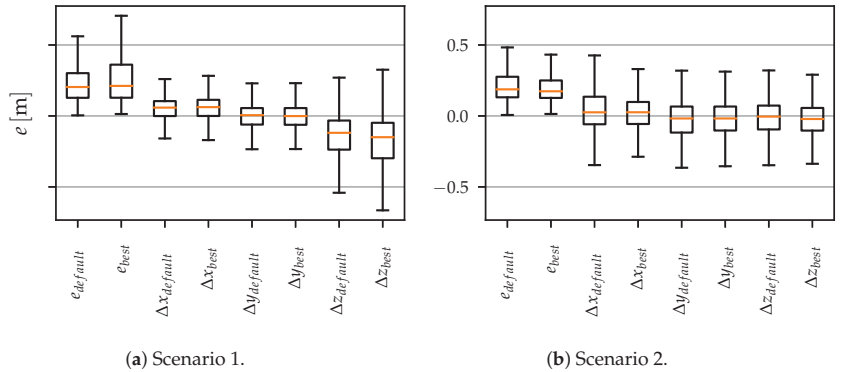 e [m]
0.5
0.0
−0.5
e_default
e_best
Δx_default
Δx_best
Δy_default
Δy_best
Δz_default
Δz_best
e_default
e_best
Δx_default
Δx_best
Δy_default
Δy_best
Δz_default
Δz_best
(a) Scenario 1.
(b) Scenario 2.